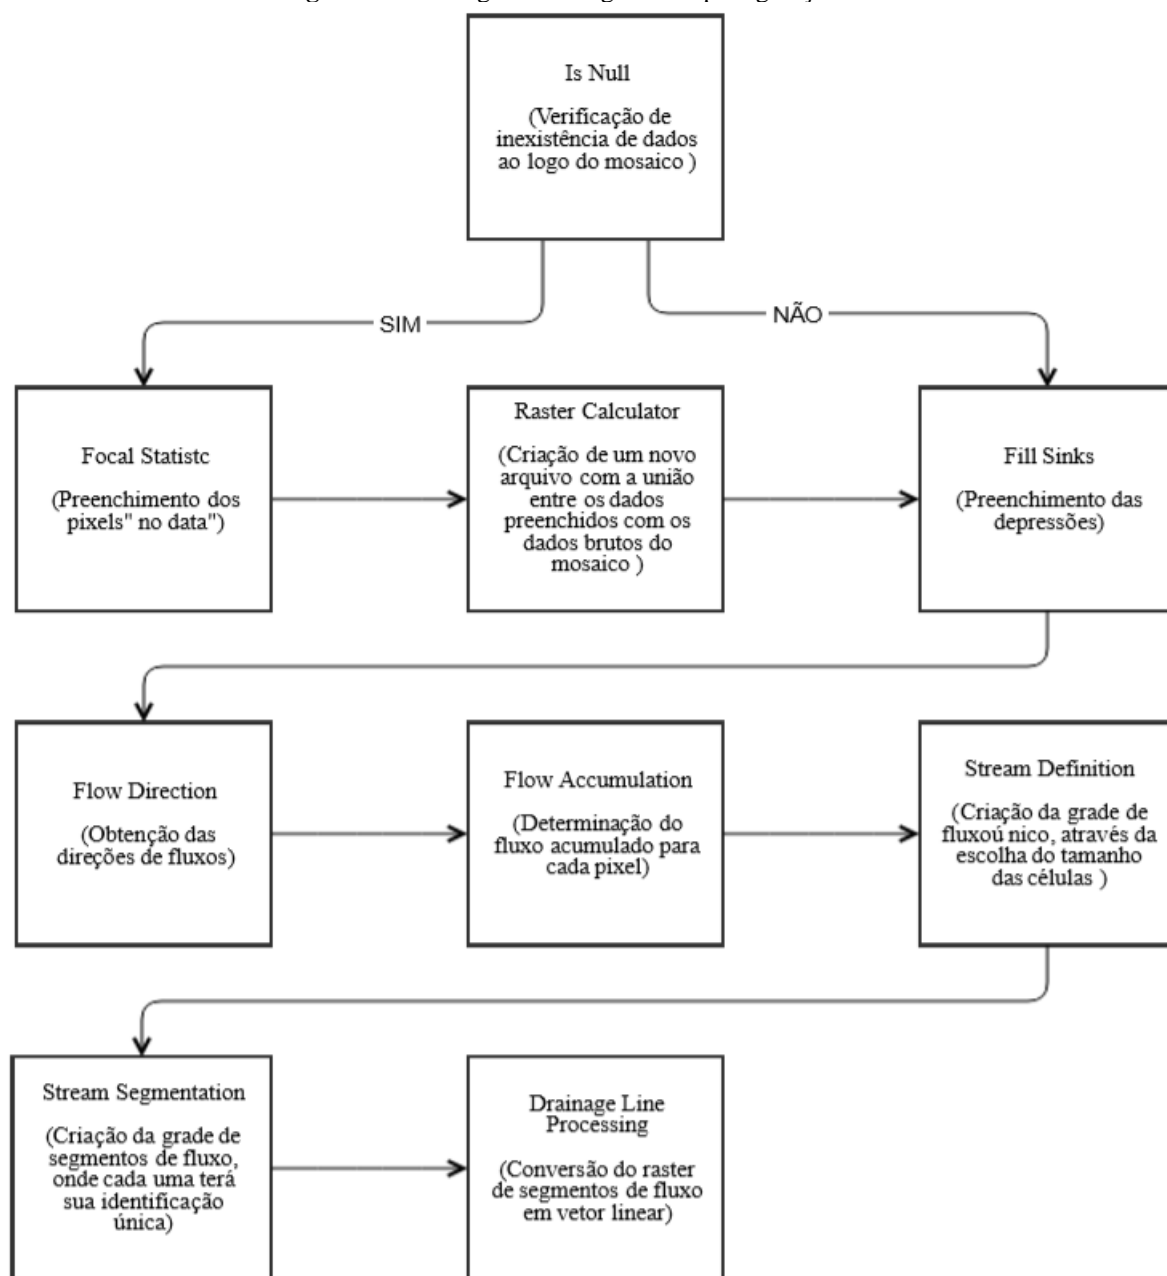 Is Null
(Verificação de
inexistência de dados
ao logo do mosaico )
SIM
NÃO
Focal Statistc
(Preenchimento dos
pixels" no data")
Raster Calculator
(Criação de um novo
arquivo com a união
entre os dados
preenchidos com os
dados brutos do
mosaico )
Fill Sinks
(Preenchimento das
depressões)
Flow Direction
(Obtenção das
direções de fluxos)
Flow Accumulation
(Determinação do
fluxo acumulado para
cada pixel)
Stream Definition
(Criação da grade de
fluxoú nico, através da
escolha do tamanho
das células )
Stream Segmentation
(Criação da grade de
segmentos de fluxo,
onde cada uma terá
sua identificação
única)
Drainage Line
Processing
(Conversão do raster
de segmentos de fluxo
em vetor linear)